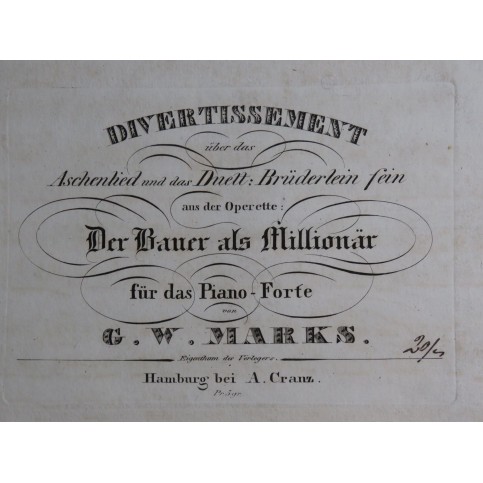 DIVERTISSEMENT
über das
Aschenlied und das Duett: Brüderlein fein
aus der Operette:
Der Bauer als Millionär
für das Piano-Forte
von
G. W. MARKS.
Eigenthum des Verlegers.
Hamburg bei A. Cranz.